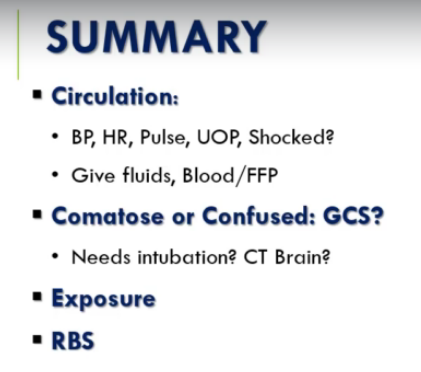 SUMMARY
Circulation:
BP, HR, Pulse, UOP, Shocked?
Give fluids, Blood/FFP
Comatose or Confused: GCS?
Needs intubation? CT Brain?
Exposure
RBS